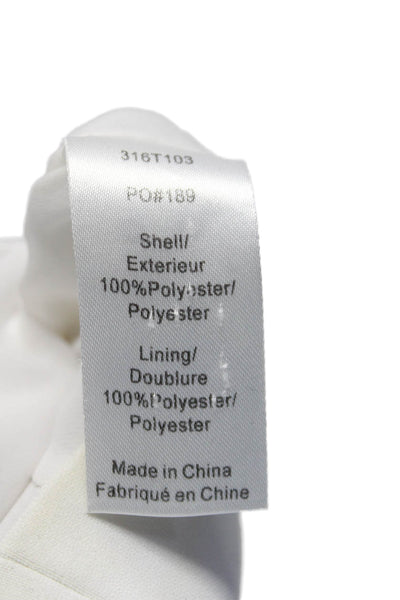 316T103
PO#189
Shell/
Exterieur
100%Polyester/
Polyester
Lining/
Doublure
100%Polyester/
Polyester
Made in China
Fabriqué en Chine